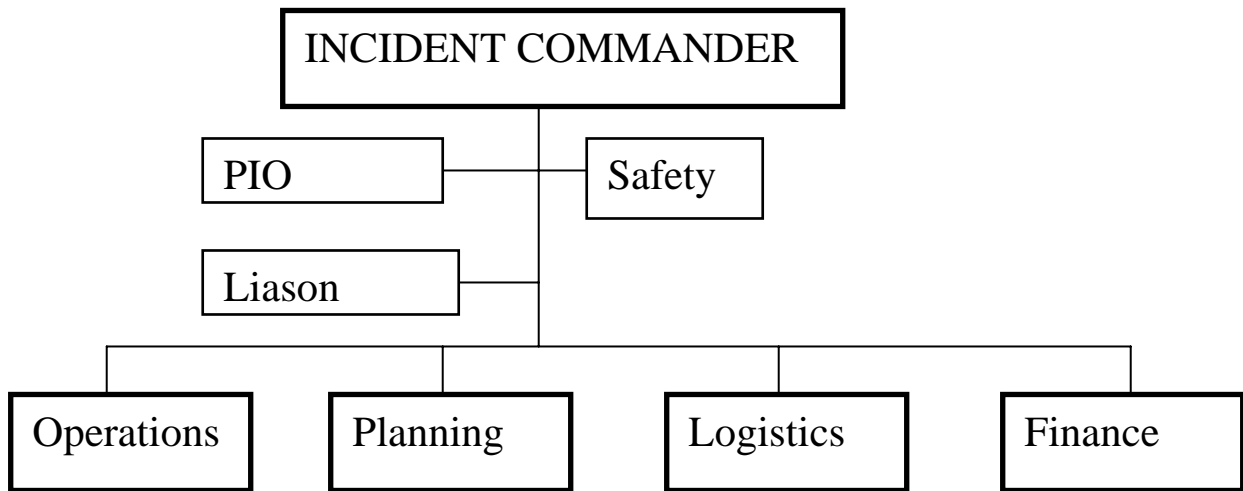 INCIDENT COMMANDER
PIO
Safety
Liason
Operations
Planning
Logistics
Finance